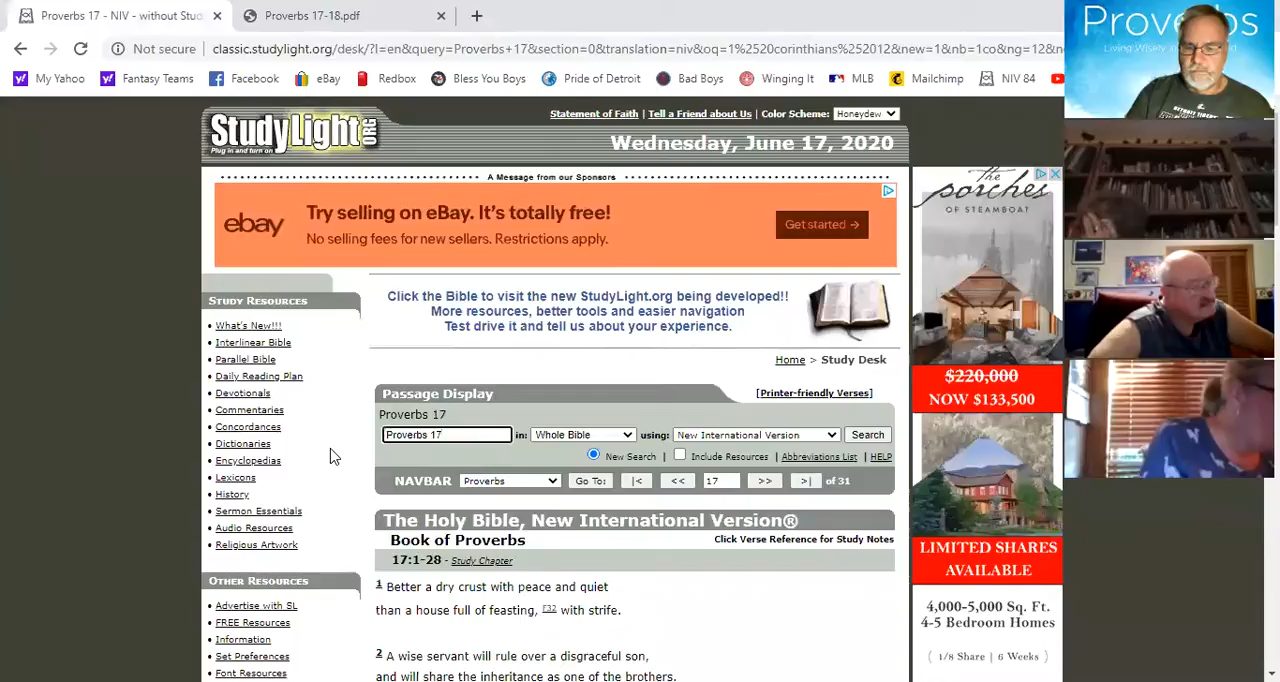 Proverbs 17 - NIV - without Stud
Proverbs 17-18.pdf
Not secure
classic.studylight.org/desk/?l=en&query=Proverbs+17&section=0&translation=niv&oq=1%2520corinthians%252012&new=1&nb=1co&ng=12&n
My Yahoo
Fantasy Teams
Facebook
eBay
Redbox
Bless You Boys
Pride of Detroit
Bad Boys
Winging It
MLB
Mailchimp
NIV 84
Proverbs
Living Wisely
StudyLight.ORG
Plug in and turn on
Statement of Faith | Tell a Friend about Us | Color Scheme: Honeydew
Wednesday, June 17, 2020
A Message from our Sponsors
ebay
Try selling on eBay. It's totally free!
No selling fees for new sellers. Restrictions apply.
Get started →
the porches
OF STEAMBOAT
$220,000
NOW $133,500
LIMITED SHARES
AVAILABLE
4,000-5,000 Sq. Ft.
4-5 Bedroom Homes
( 1/8 Share | 6 Weeks )
STUDY RESOURCES
• What's New!!!
• Interlinear Bible
• Parallel Bible
• Daily Reading Plan
• Devotionals
• Commentaries
• Concordances
• Dictionaries
• Encyclopedias
• Lexicons
• History
• Sermon Essentials
• Audio Resources
• Religious Artwork
OTHER RESOURCES
• Advertise with SL
• FREE Resources
• Information
• Set Preferences
• Font Resources
Click the Bible to visit the new StudyLight.org being developed!!
More resources, better tools and easier navigation
Test drive it and tell us about your experience.
Home > Study Desk
Passage Display
[Printer-friendly Verses]
Proverbs 17
Proverbs 17 in: Whole Bible using: New International Version Search
New Search | Include Resources | Abbreviations List | HELP
NAVBAR Proverbs Go To: |< << 17 >> >| of 31
The Holy Bible, New International Version®
Book of Proverbs
Click Verse Reference for Study Notes
17:1-28 - Study Chapter
1 Better a dry crust with peace and quiet
than a house full of feasting, F32 with strife.
2 A wise servant will rule over a disgraceful son,
and will share the inheritance as one of the brothers.